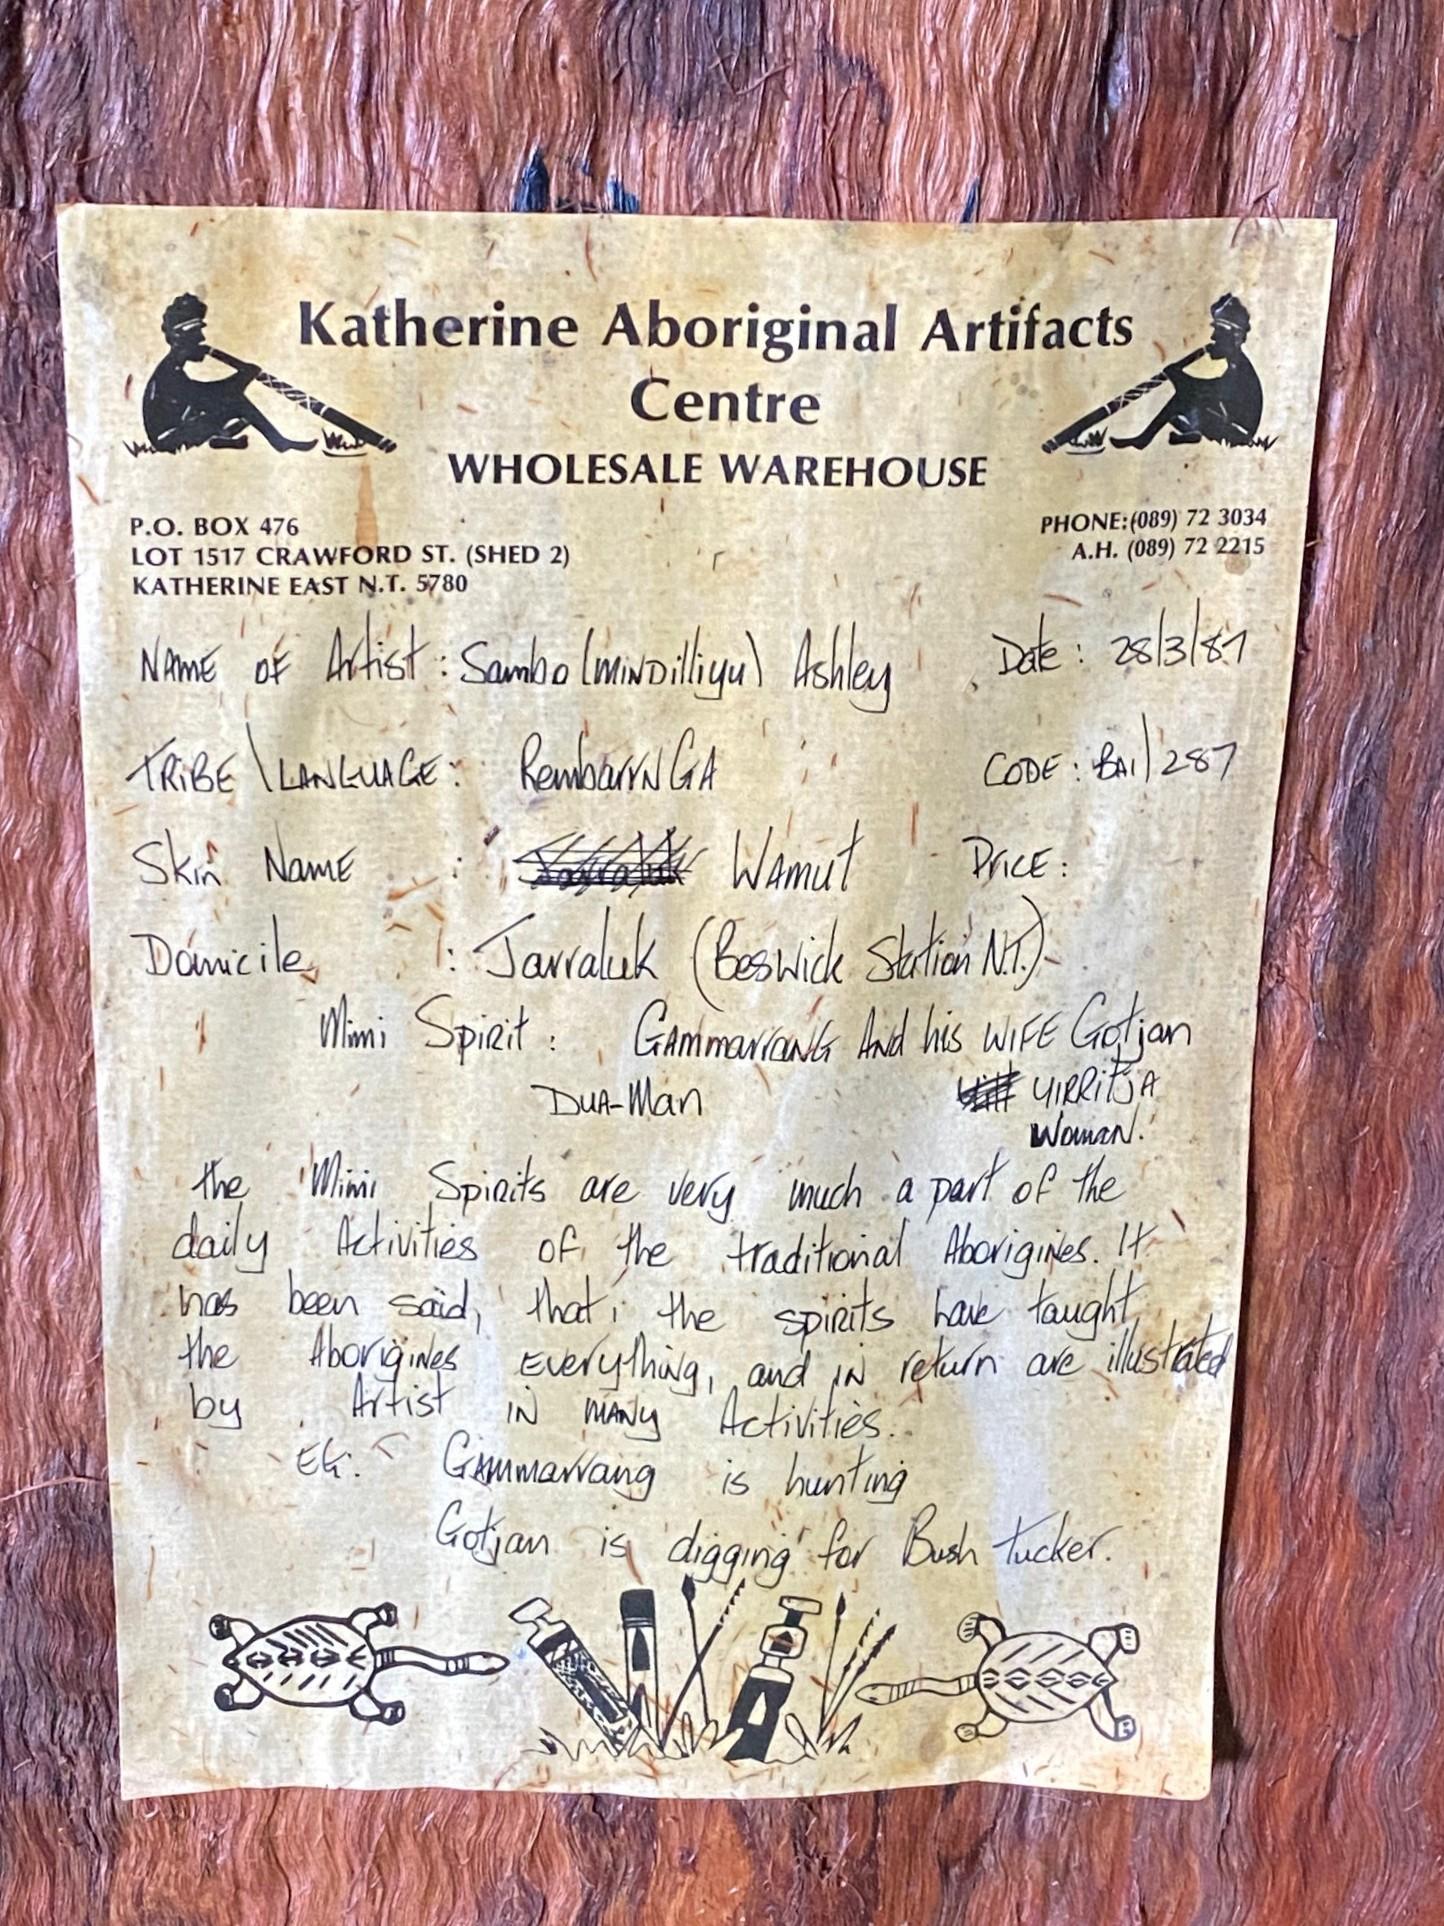 Katherine Aboriginal Artifacts
Centre
WHOLESALE WAREHOUSE
P.O. BOX 476
LOT 1517 CRAWFORD ST. (SHED 2)
KATHERINE EAST N.T. 5780
PHONE:(089) 72 3034
A.H. (089) 72 2215
NAME OF Artist : Sambo (MINDilliyu) Ashley
Date : 28/3/87
TRIBE \ LANGUAGE : RembarrNGA
CODE : BAI/287
Skin NAME : WAMUT
PRICE :
Domicile : Jarraluk (Beswick Station N.T.)
Mimi Spirit : GAMMARRANG And his WIFE Gotjan
DUA-Man
YIRRITJA
WomaN.
the Mimi Spirits are very much a part of the
daily Activities of the traditional Aborigines. It
has been said, that, the spirits have taught
the Aborigines everything, and in return are illustrated
by Artist in many Activities.
EG: Gammarrang is hunting
Gotjan is digging for Bush tucker.